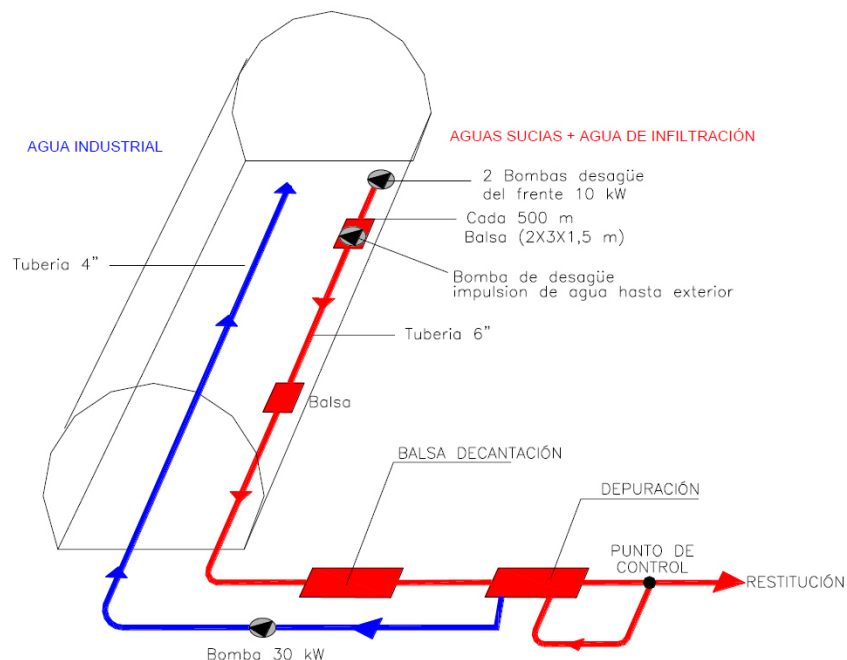 AGUA INDUSTRIAL
AGUAS SUCIAS + AGUA DE INFILTRACIÓN
2 Bombas desagüe
del frente 10 kW
Cada 500 m
Balsa (2X3X1,5 m)
Tuberia 4"
Bomba de desagüe
impulsion de agua hasta exterior
Tuberia 6"
Balsa
BALSA DECANTACIÓN
DEPURACIÓN
PUNTO DE
CONTROL
RESTITUCIÓN
Bomba 30 kW